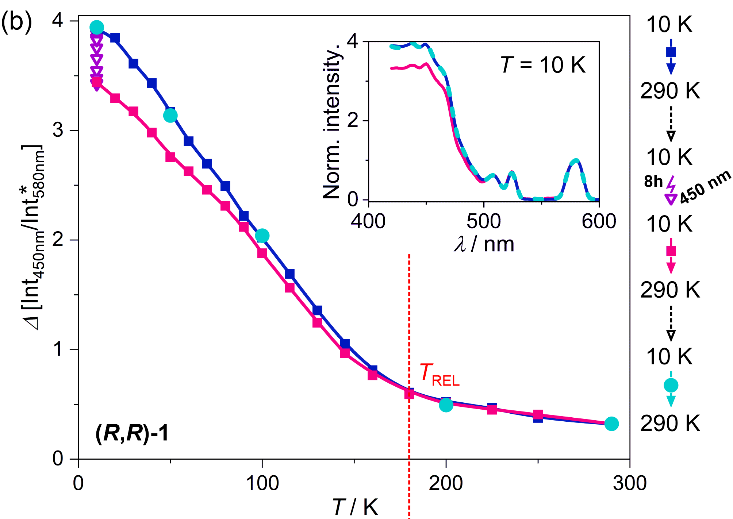 (b)
4
3
2
1
0
0
100
200
300
Δ [Int450nm/Int*580nm]
T / K
(R,R)-1
TREL
T = 10 K
Norm. intensity.
4
2
0
400
500
600
λ / nm
10 K
290 K
10 K
8h
450 nm
10 K
290 K
10 K
290 K